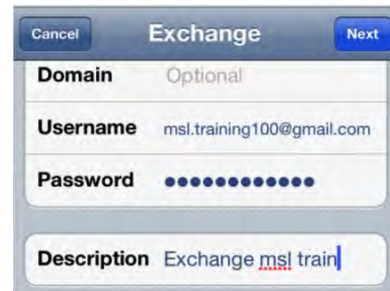 Cancel Exchange Next
Domain Optional
Username msl.training100@gmail.com
Password ●●●●●●●●●●●●
Description Exchange msl train